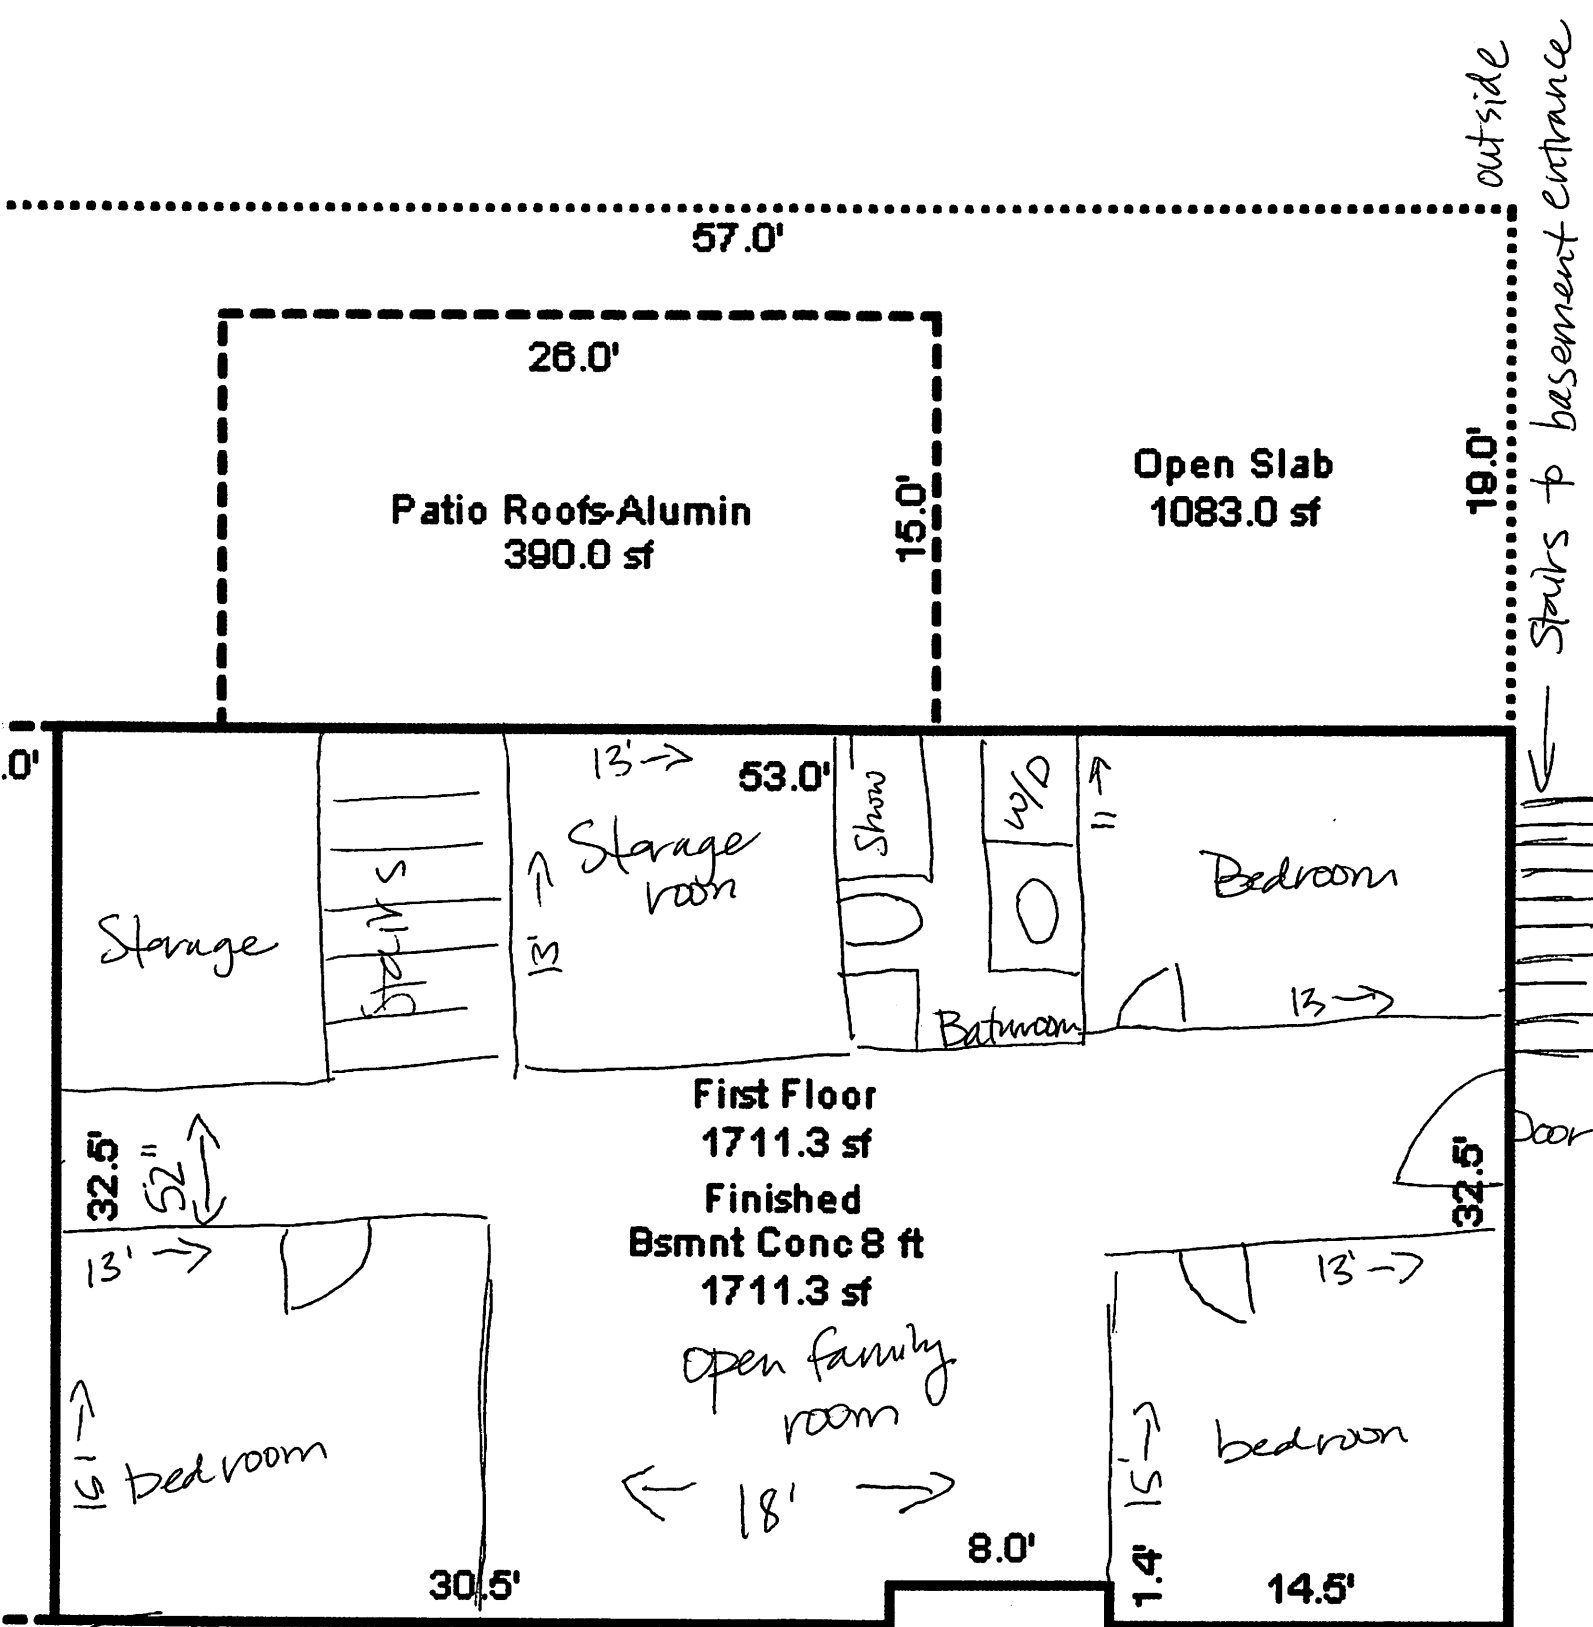 outside
Stairs to basement entrance
57.0'
26.0'
Patio Roofs-Alumin
390.0 sf
15.0'
Open Slab
1083.0 sf
19.0'
.0'
13'
53.0'
Show
W/D
11
Storage
room
13'
Bedroom
Storage
Stairs
13
Bathroom
First Floor
1711.3 sf
Door
32.5'
52"
32.5'
Finished
Bsmnt Conc 8 ft
1711.3 sf
13'
13'
open family
room
15'
bedroom
18'
15'
bedroom
8.0'
1.4'
30.5'
14.5'